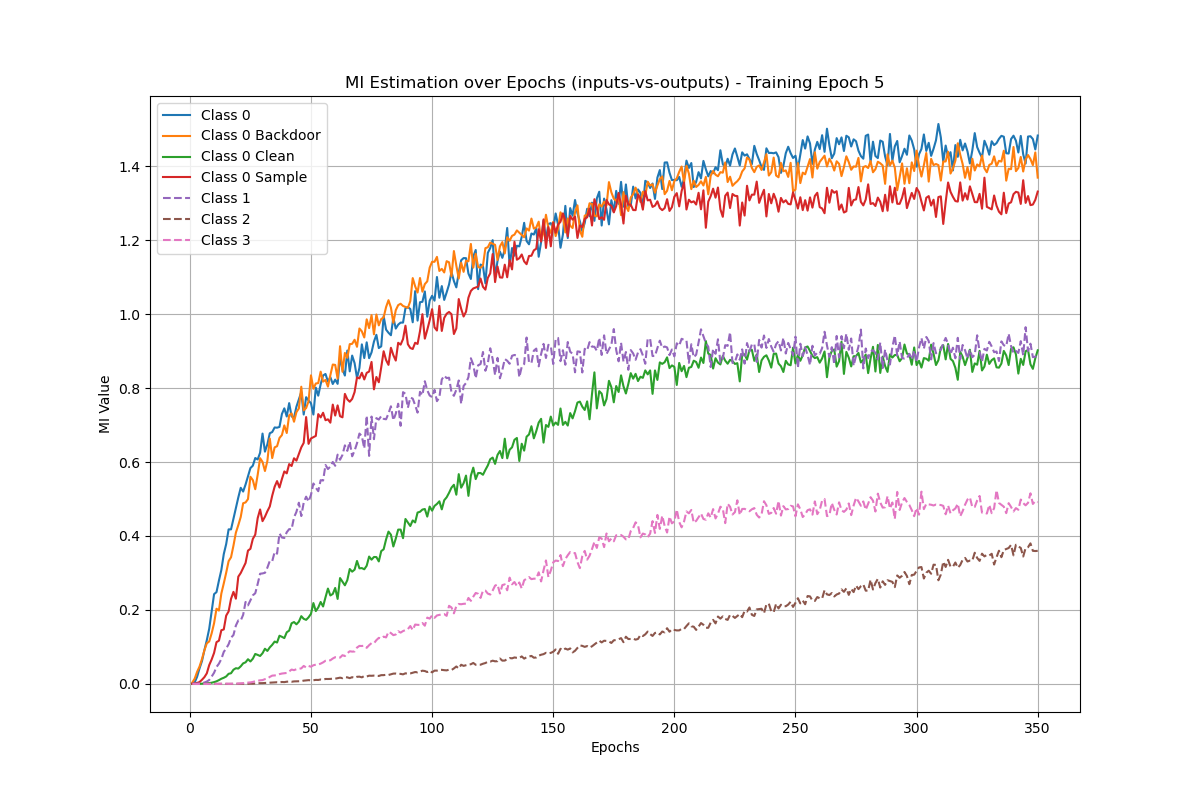 MI Estimation over Epochs (inputs-vs-outputs) - Training Epoch 5
Class 0
Class 0 Backdoor
Class 0 Clean
Class 0 Sample
Class 1
Class 2
Class 3
MI Value
1.4
1.2
1.0
0.8
0.6
0.4
0.2
0.0
0 50 100 150 200 250 300 350
Epochs